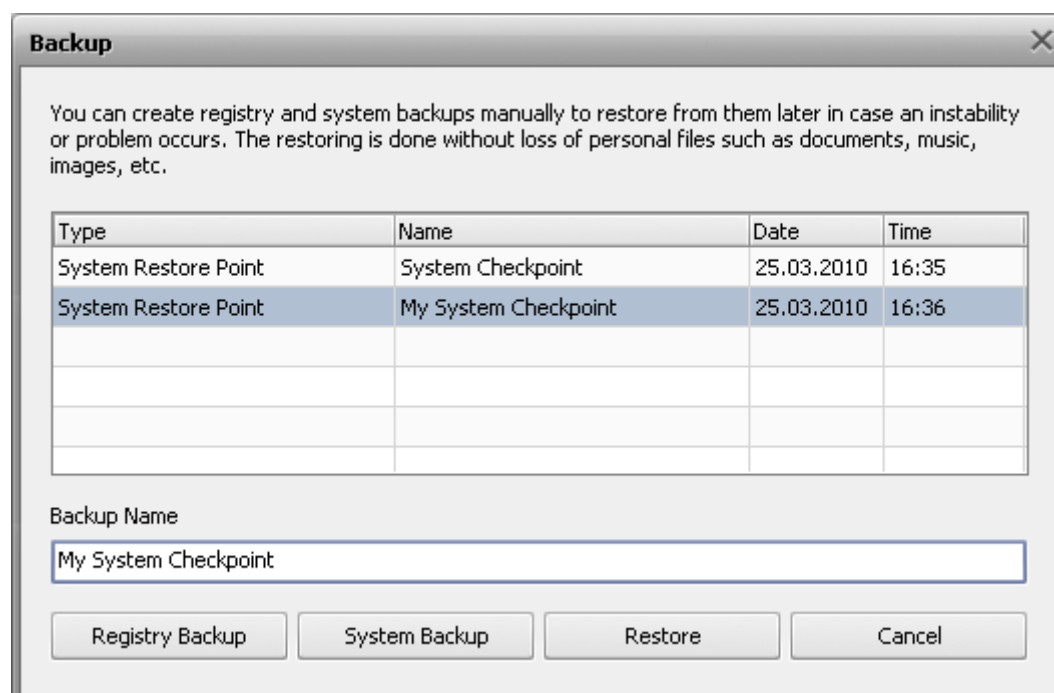 Backup
You can create registry and system backups manually to restore from them later in case an instability
or problem occurs. The restoring is done without loss of personal files such as documents, music,
images, etc.
Type Name Date Time
System Restore Point System Checkpoint 25.03.2010 16:35
System Restore Point My System Checkpoint 25.03.2010 16:36
Backup Name
My System Checkpoint
Registry Backup System Backup Restore Cancel